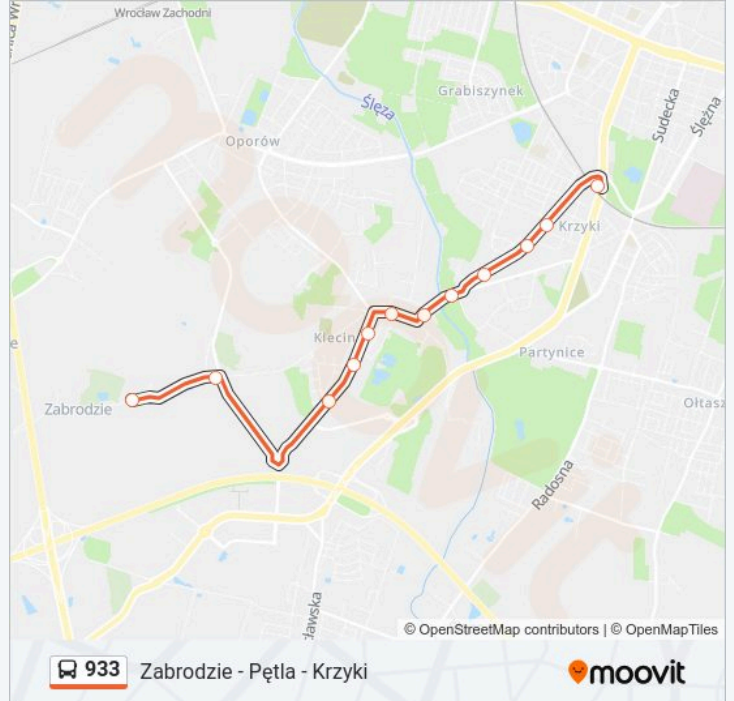 Wrocław Zachodni
Grabiszynek
Ślęza
Sudecka
Ślężna
Oporów
Krzyki
Klecin
Partynice
Zabrodzie
Ołtasz
Radosna
© OpenStreetMap contributors | © OpenMapTiles
933 Zabrodzie - Pętla - Krzyki
moovit